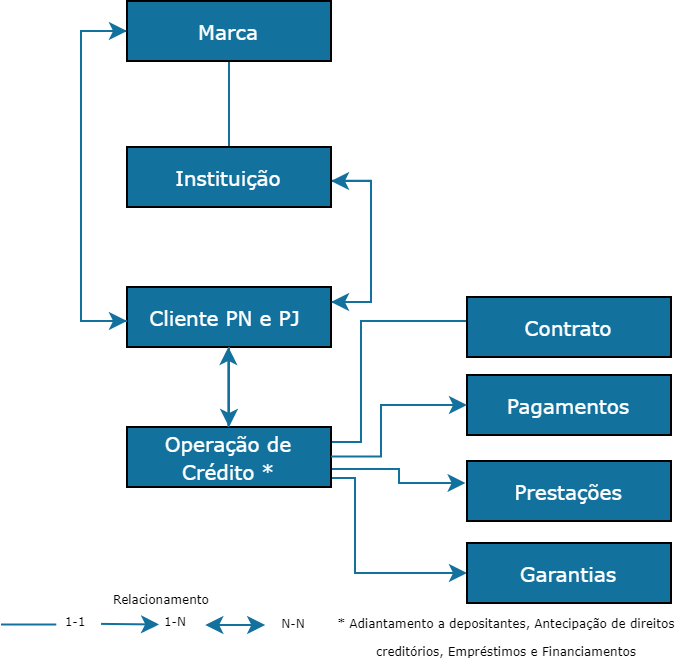 Marca
Instituição
Cliente PN e PJ
Contrato
Pagamentos
Operação de
Crédito *
Prestações
Garantias
Relacionamento
1-1
1-N
N-N
* Adiantamento a depositantes, Antecipação de direitos
creditórios, Empréstimos e Financiamentos